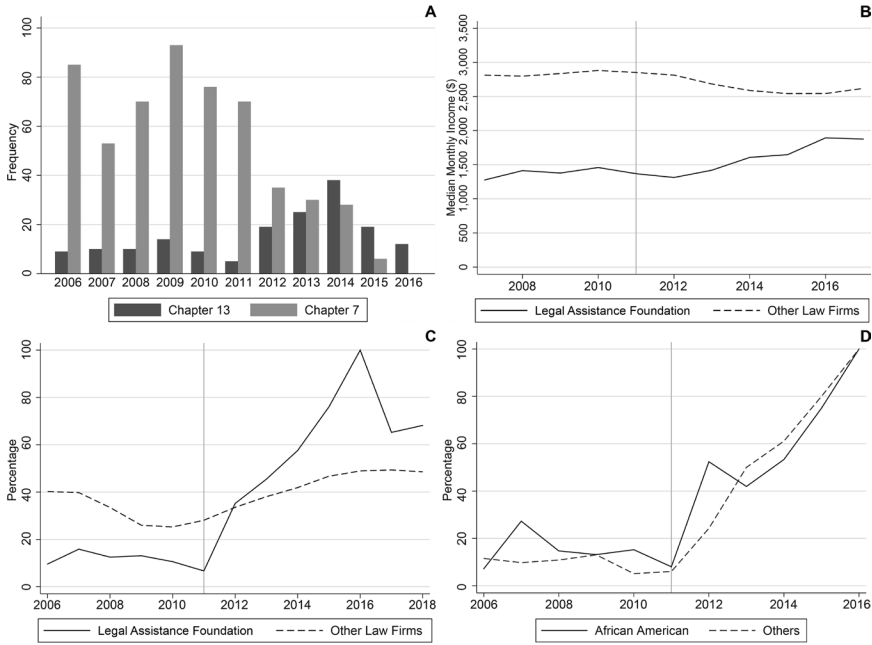 A
Frequency
100
80
60
40
20
0
2006 2007 2008 2009 2010 2011 2012 2013 2014 2015 2016
Chapter 13 Chapter 7
B
Median Monthly Income ($)
3,500
3,000
2,500
2,000
1,500
1,000
500
0
2008 2010 2012 2014 2016
Legal Assistance Foundation Other Law Firms
C
Percentage
100
80
60
40
20
0
2006 2008 2010 2012 2014 2016 2018
Legal Assistance Foundation Other Law Firms
D
Percentage
100
80
60
40
20
0
2006 2008 2010 2012 2014 2016
African American Others